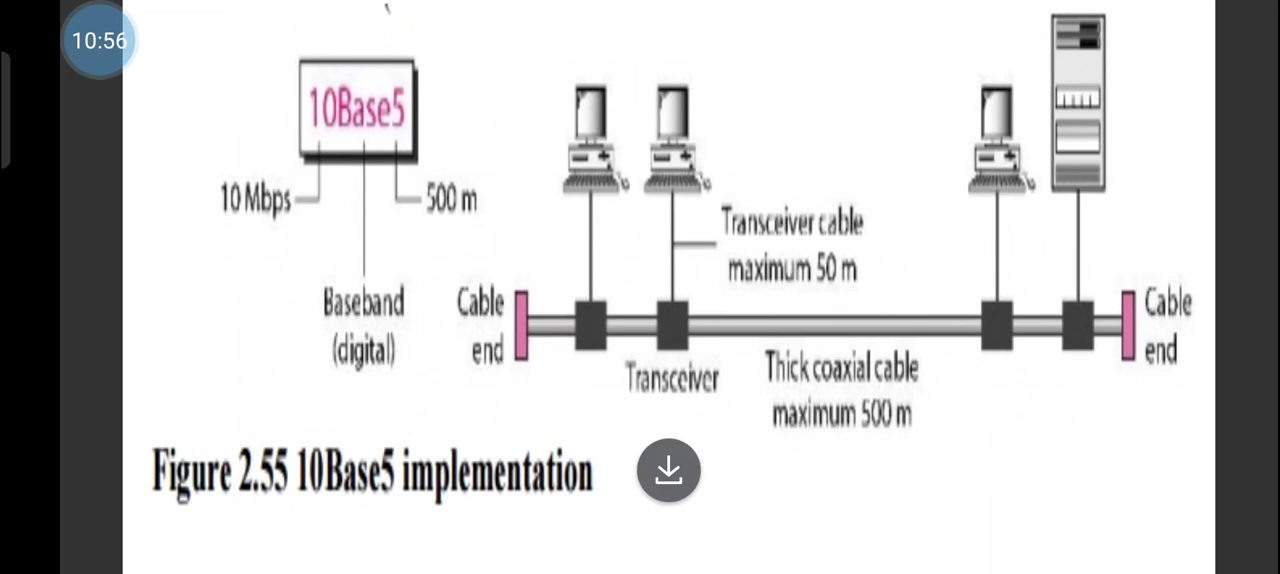 10:56
10Base5
10 Mbps
500 m
Baseband
(digital)
Transceiver cable
maximum 50 m
Cable
end
Transceiver
Thick coaxial cable
maximum 500 m
Cable
end
Figure 2.55 10Base5 implementation